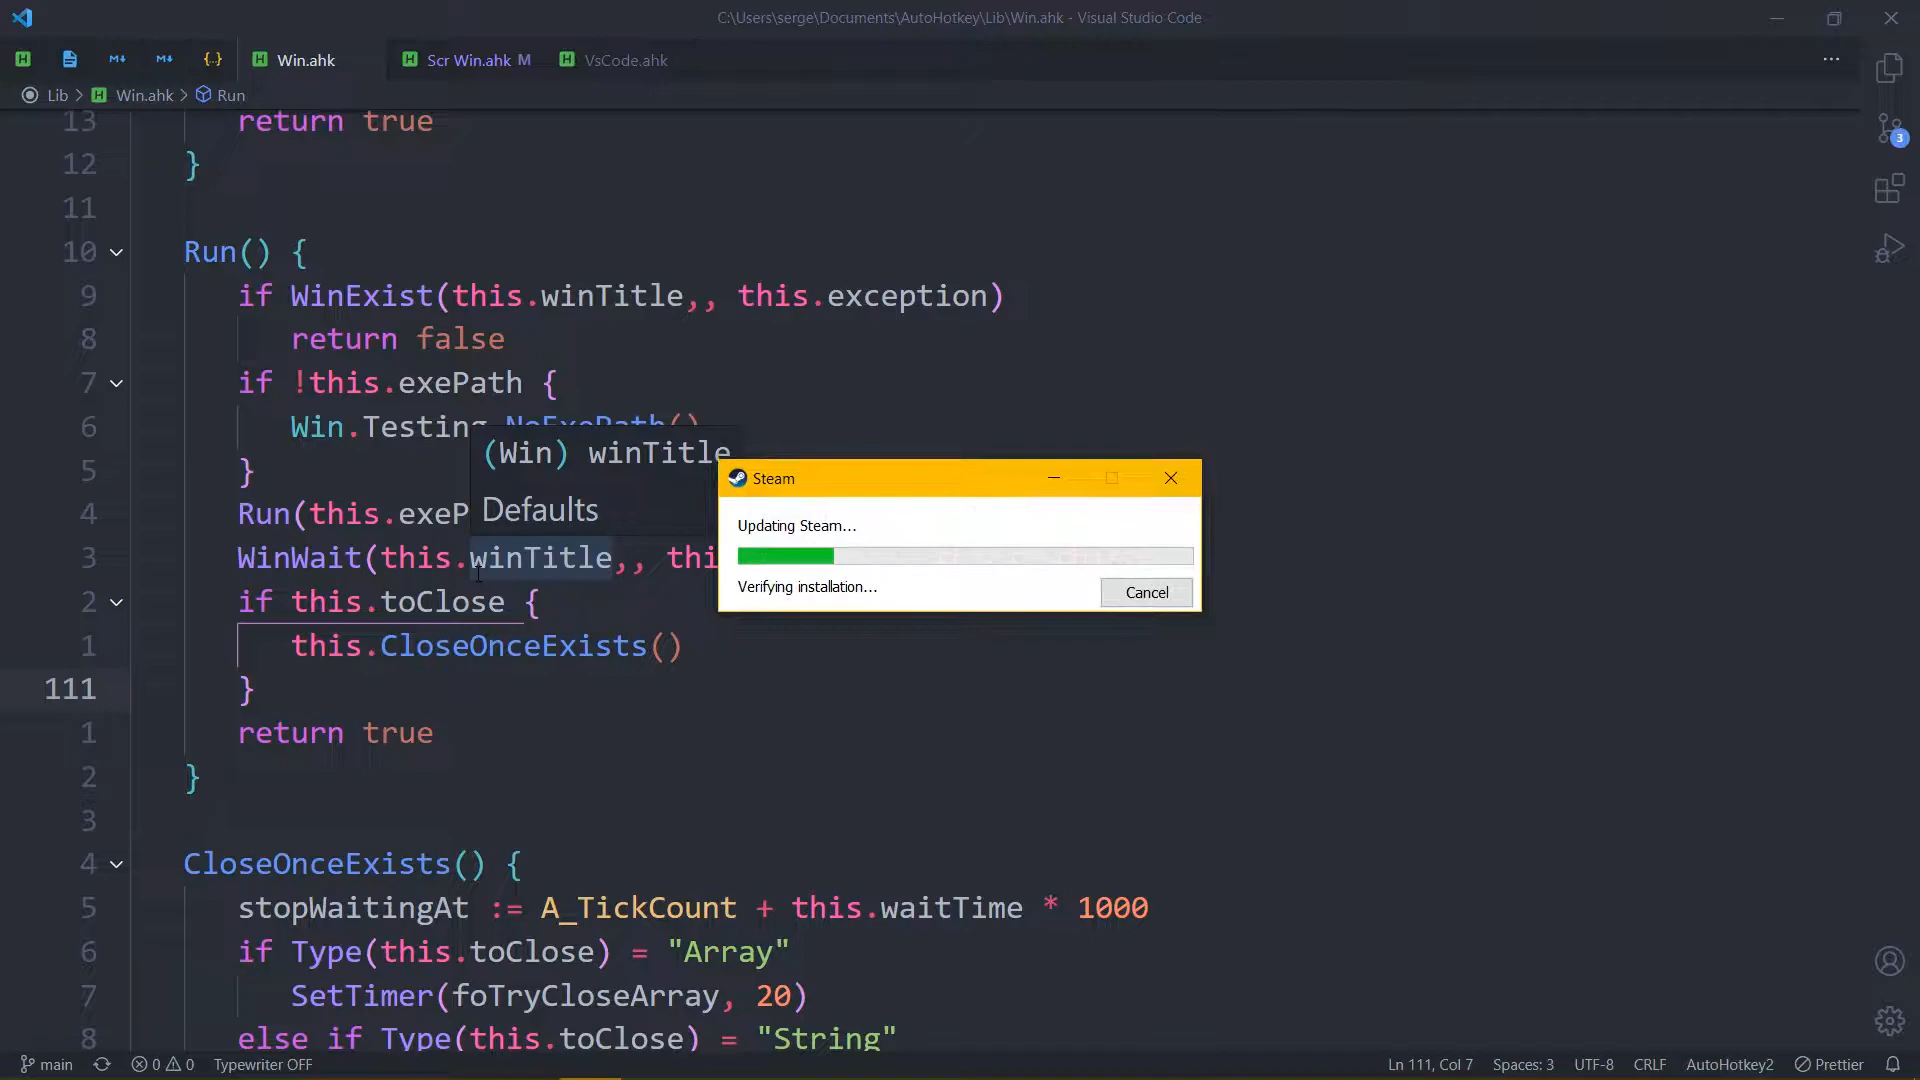 C:\Users\serge\Documents\AutoHotkey\Lib\Win.ahk - Visual Studio Code
Win.ahk
Scr Win.ahk M
VsCode.ahk
Lib > Win.ahk > Run
13 return true
12 }
11
10 Run() {
9 if WinExist(this.winTitle,, this.exception)
8 return false
7 if !this.exePath {
6 Win.Testing.NoExePath()
(Win) winTitle
5 }
Steam
4 Run(this.exeP
Defaults
Updating Steam...
3 WinWait(this.winTitle,, thi
Verifying installation...
Cancel
2 if this.toClose {
1 this.CloseOnceExists()
111 }
1 return true
2 }
3
4 CloseOnceExists() {
5 stopWaitingAt := A_TickCount + this.waitTime * 1000
6 if Type(this.toClose) = "Array"
7 SetTimer(foTryCloseArray, 20)
8 else if Type(this.toClose) = "String"
3
main 0 0 Typewriter OFF Ln 111, Col 7 Spaces: 3 UTF-8 CRLF AutoHotkey2 Prettier